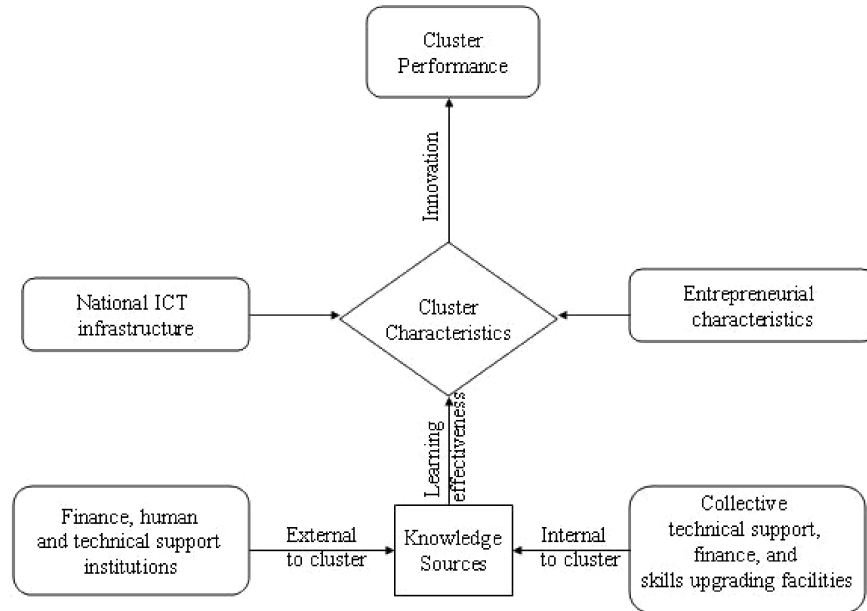 Cluster
Performance
Innovation
National ICT
infrastructure
Cluster
Characteristics
Entrepreneurial
characteristics
Learning
effectiveness
Finance, human
and technical support
institutions
External
to cluster
Knowledge
Sources
Internal
to cluster
Collective
technical support,
finance, and
skills upgrading facilities